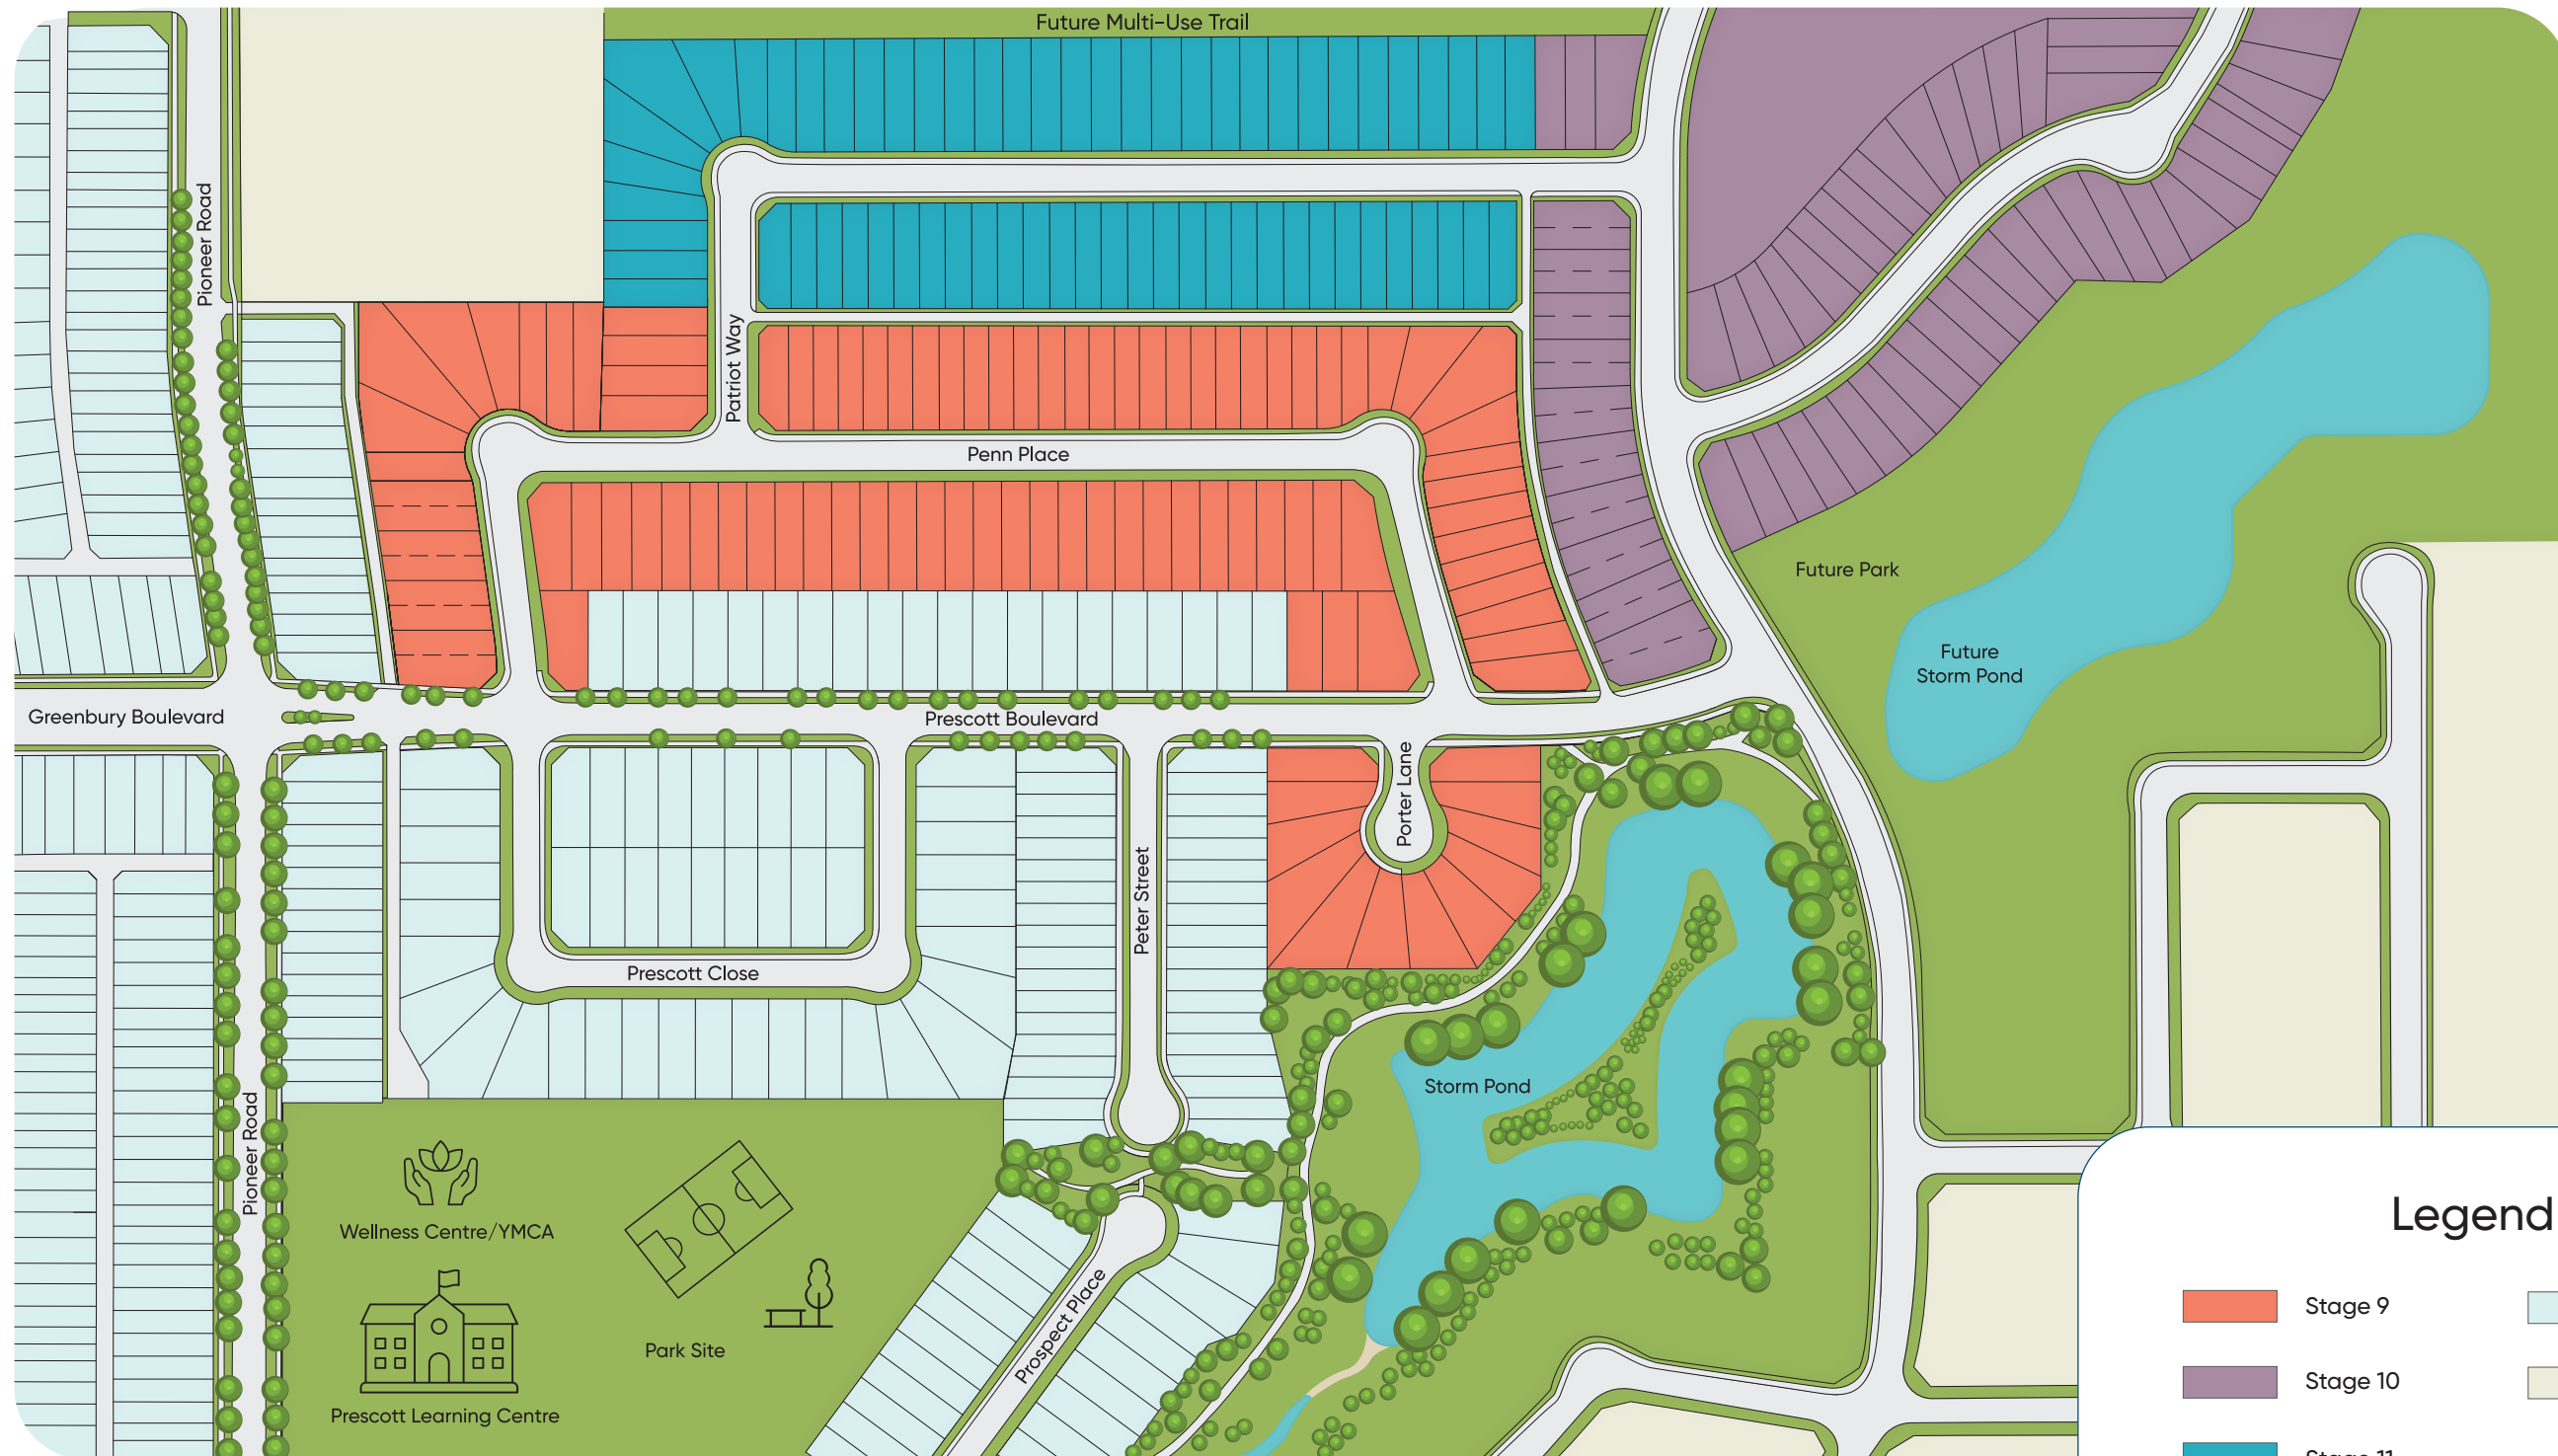 Future Multi-Use Trail
Pioneer Road
Patriot Way
Penn Place
Future Park
Future
Storm Pond
Greenbury Boulevard
Prescott Boulevard
Porter Lane
Peter Street
Prescott Close
Storm Pond
Pioneer Road
Wellness Centre/YMCA
Prospect Place
Park Site
Prescott Learning Centre
Legend
Stage 9
Stage 10
Stage 11